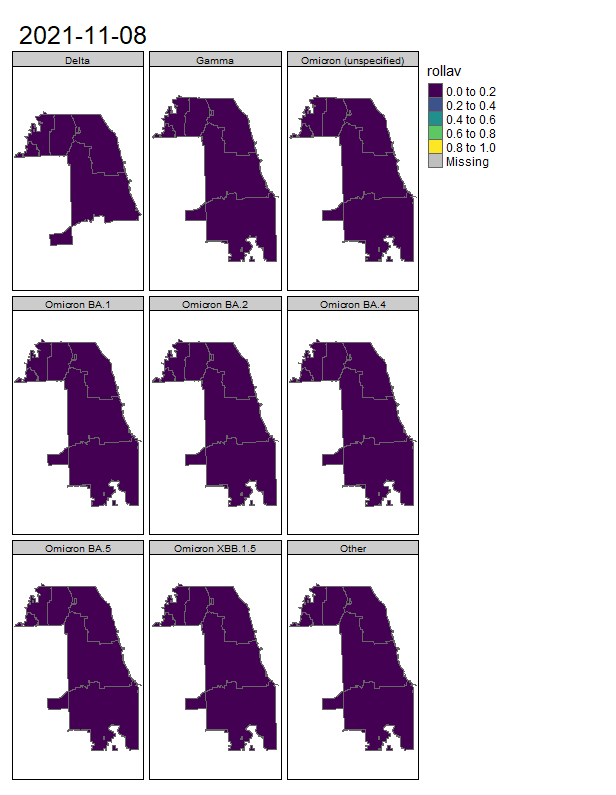 2021-11-08
Delta
Gamma
Omicron (unspecified)
rollav
0.0 to 0.2
0.2 to 0.4
0.4 to 0.6
0.6 to 0.8
0.8 to 1.0
Missing
Omicron BA.1
Omicron BA.2
Omicron BA.4
Omicron BA.5
Omicron XBB.1.5
Other